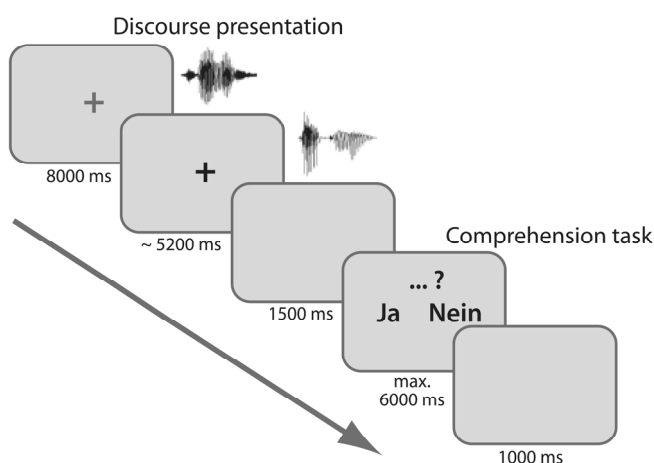 Discourse presentation
+
8000 ms
+
~ 5200 ms
1500 ms
Comprehension task
... ?
Ja Nein
max.
6000 ms
1000 ms